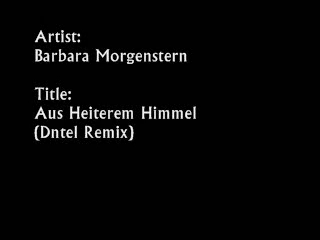 Artist:
Barbara Morgenstern
Title:
Aus Heiterem Himmel
(Dntel Remix)